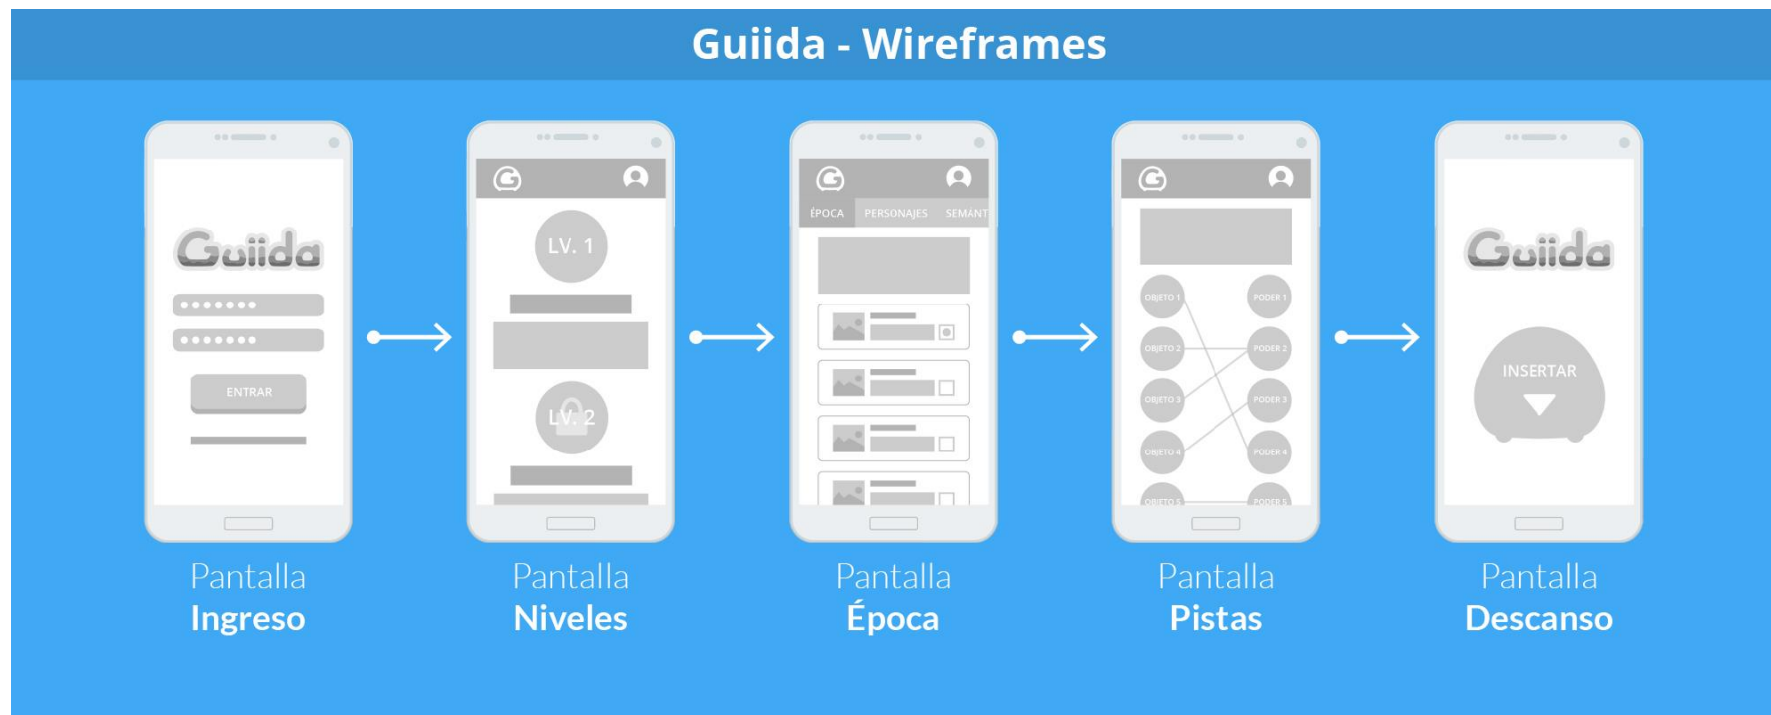 Guiida - Wireframes
Guiida
ENTRAR
Pantalla
Ingreso
G
LV. 1
LV. 2
Pantalla
Niveles
G
ÉPOCA PERSONAJES SEMÁNT
Pantalla
Época
G
OBJETO 1 PODER 1
OBJETO 2 PODER 2
OBJETO 3 PODER 3
OBJETO 4 PODER 4
OBJETO 5 PODER 5
Pantalla
Pistas
Guiida
INSERTAR
Pantalla
Descanso